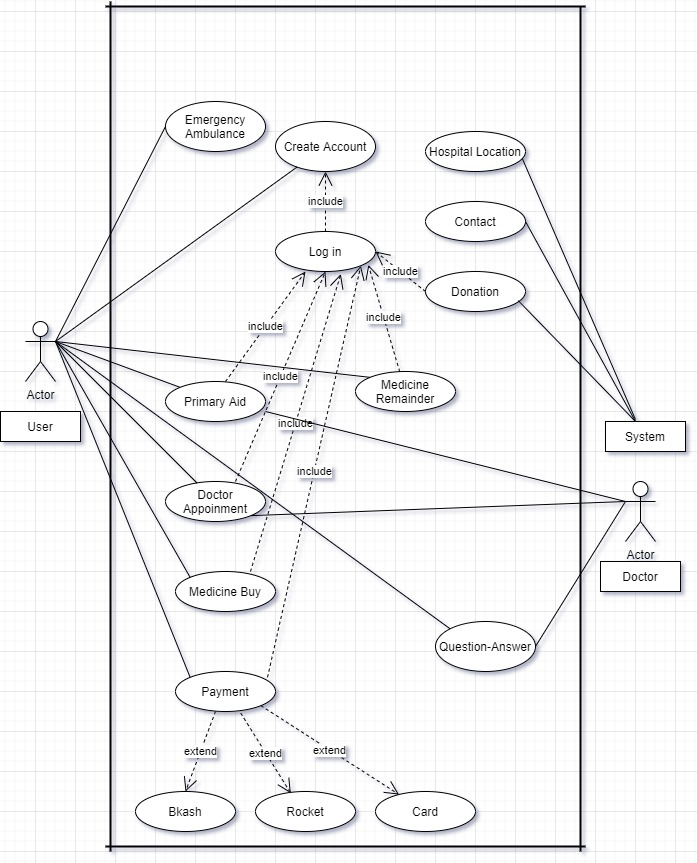 Emergency
Ambulance
Create Account
Hospital Location
include
Contact
Log in
include
Donation
include
include
Actor
User
include
Primary Aid
Medicine
Remainder
include
System
include
Doctor
Appoinment
Actor
Doctor
Medicine Buy
Question-Answer
Payment
extend
extend
extend
Bkash
Rocket
Card